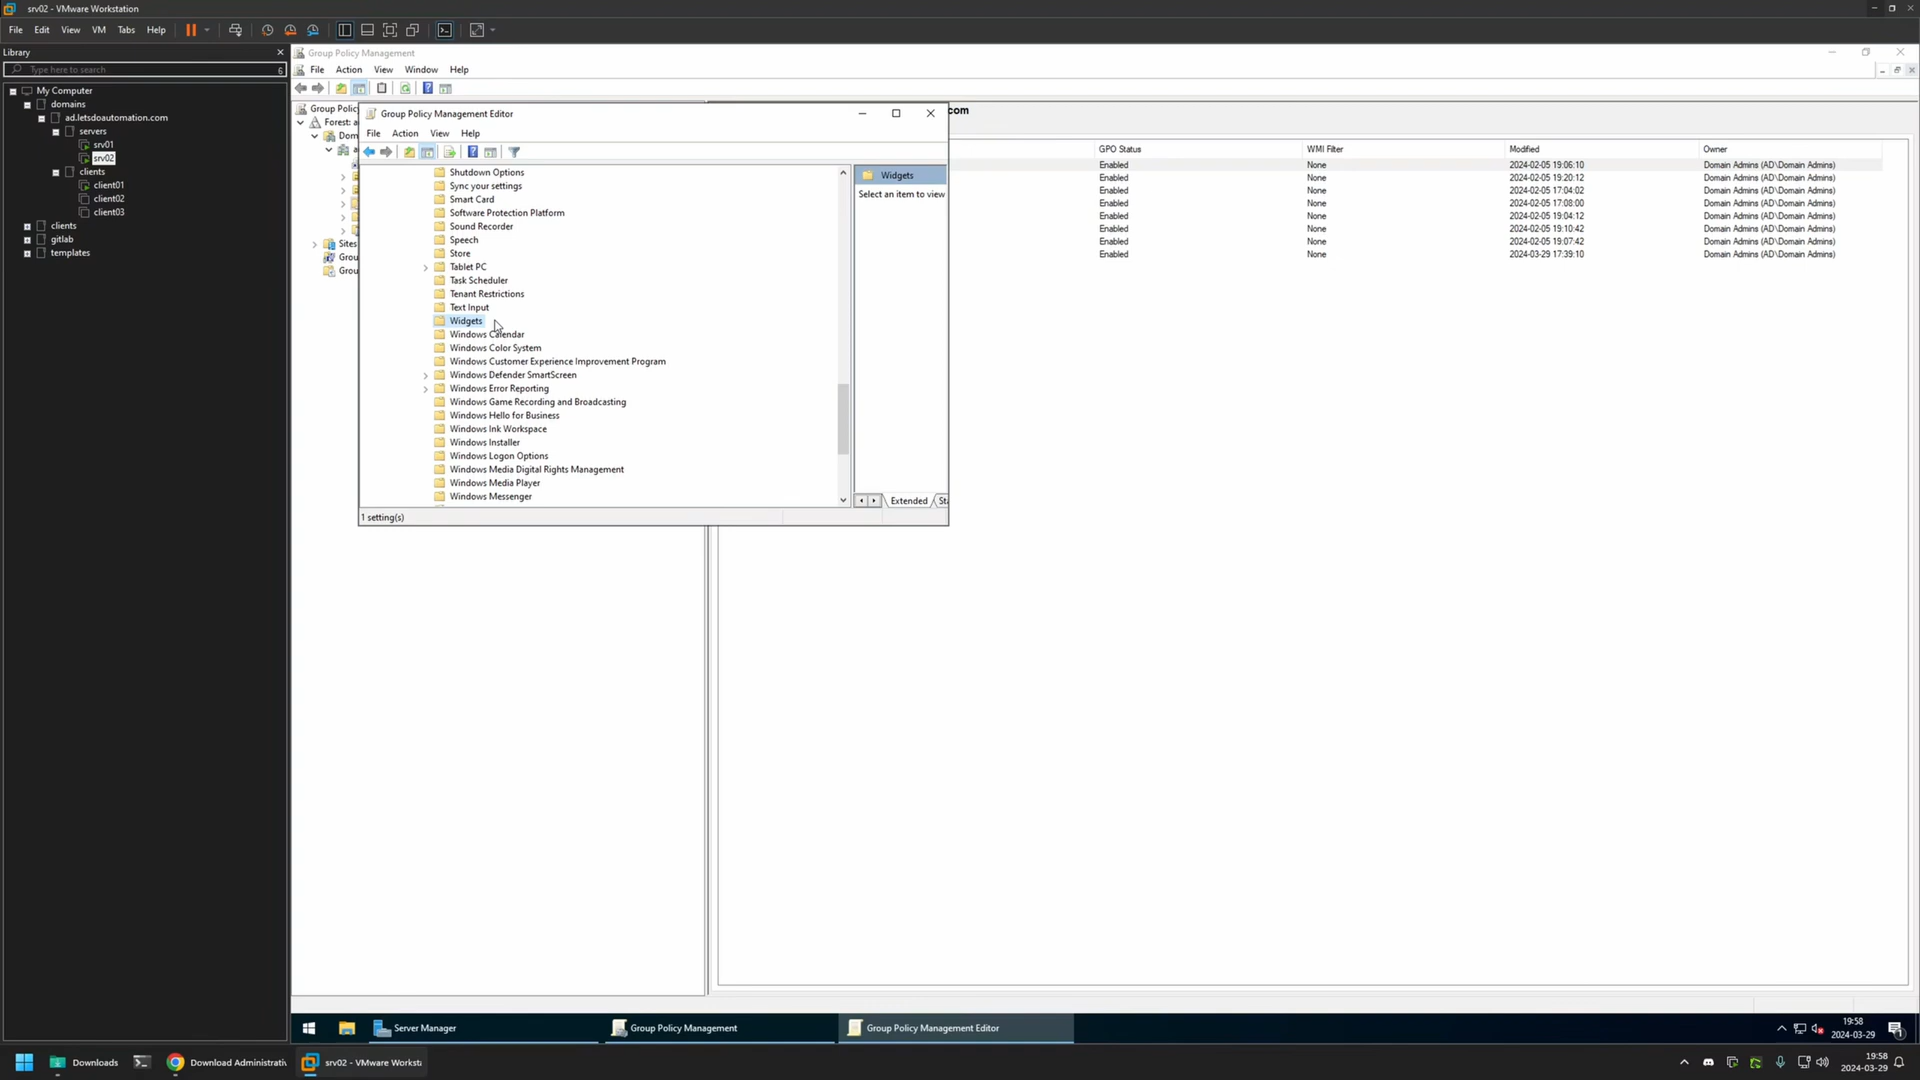 srv02 - VMware Workstation
File Edit View VM Tabs Help
Library
Type here to search
My Computer
domains
ad.letsdoautomation.com
servers
srv01
srv02
clients
client01
client02
client03
clients
gitlab
templates
Group Policy Management
File Action View Window Help
Group Polic
Forest: a
Dom
a
Sites
Grou
Grou
Group Policy Management Editor
File Action View Help
Shutdown Options
Sync your settings
Smart Card
Software Protection Platform
Sound Recorder
Speech
Store
Tablet PC
Task Scheduler
Tenant Restrictions
Text Input
Widgets
Windows Calendar
Windows Color System
Windows Customer Experience Improvement Program
Windows Defender SmartScreen
Windows Error Reporting
Windows Game Recording and Broadcasting
Windows Hello for Business
Windows Ink Workspace
Windows Installer
Windows Logon Options
Windows Media Digital Rights Management
Windows Media Player
Windows Messenger
Widgets
Select an item to view
Extended Sta
1 setting(s)
com
GPO Status WMI Filter Modified Owner
Enabled None 2024-02-05 19:06:10 Domain Admins (AD\Domain Admins)
Enabled None 2024-02-05 19:20:12 Domain Admins (AD\Domain Admins)
Enabled None 2024-02-05 17:04:02 Domain Admins (AD\Domain Admins)
Enabled None 2024-02-05 17:08:00 Domain Admins (AD\Domain Admins)
Enabled None 2024-02-05 19:04:12 Domain Admins (AD\Domain Admins)
Enabled None 2024-02-05 19:10:42 Domain Admins (AD\Domain Admins)
Enabled None 2024-02-05 19:07:42 Domain Admins (AD\Domain Admins)
Enabled None 2024-03-29 17:39:10 Domain Admins (AD\Domain Admins)
Server Manager Group Policy Management Group Policy Management Editor
19:58
2024-03-29
1
Downloads Download Administrati srv02 - VMware Worksta
19:58
2024-03-29